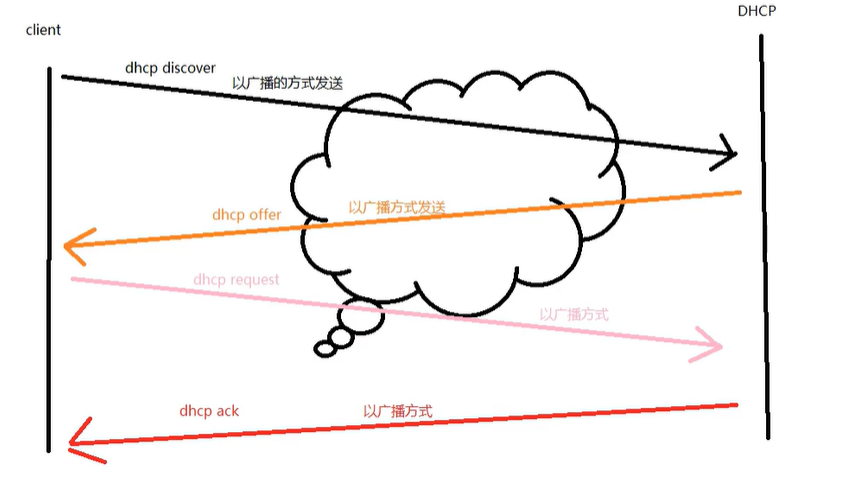 client
DHCP
dhcp discover
以广播的方式发送
dhcp offer
以广播方式发送
dhcp request
以广播方式
dhcp ack
以广播方式